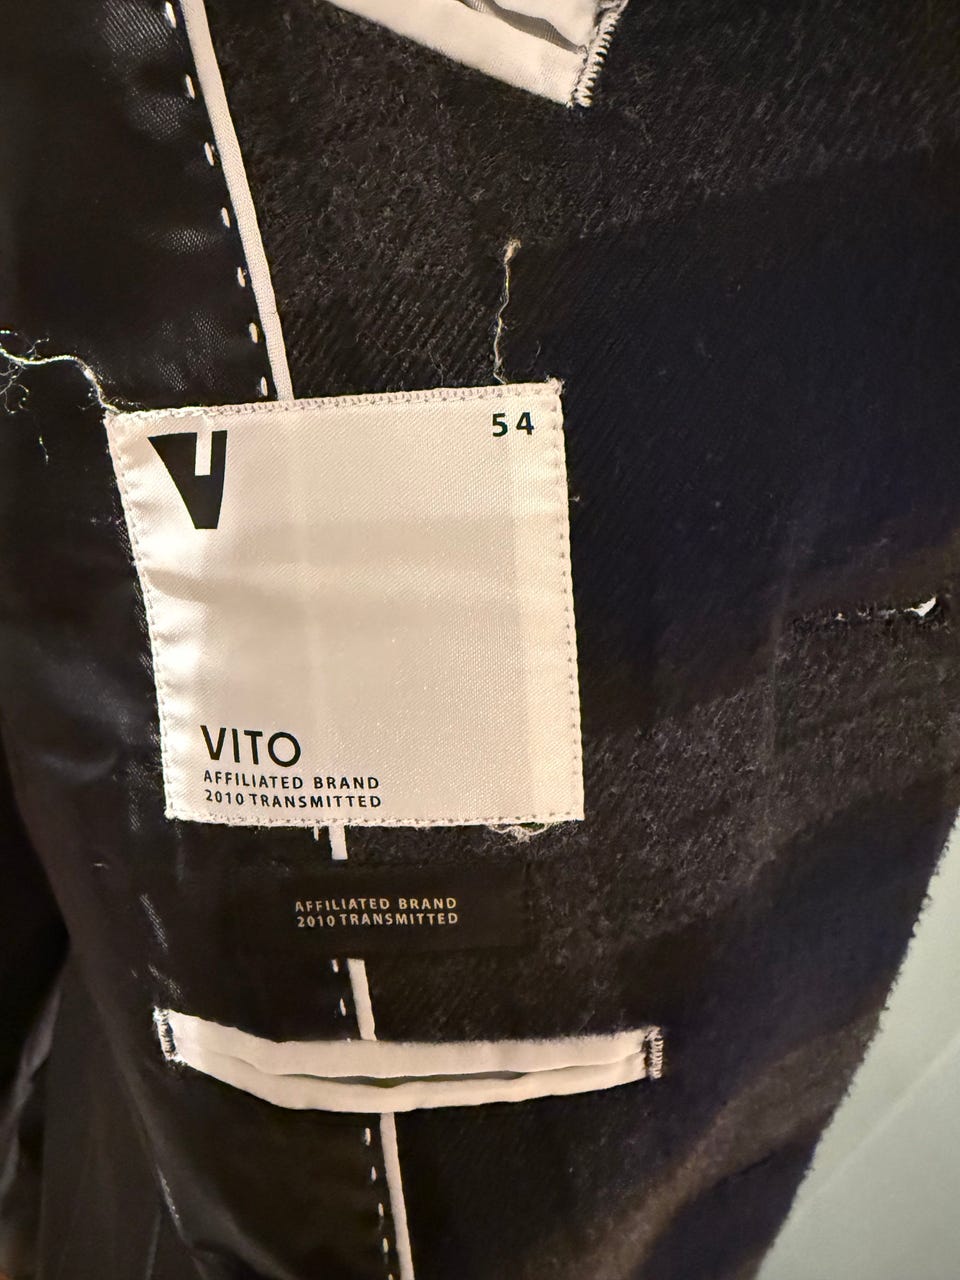 V
54
VITO
AFFILIATED BRAND
2010 TRANSMITTED
AFFILIATED BRAND
2010 TRANSMITTED